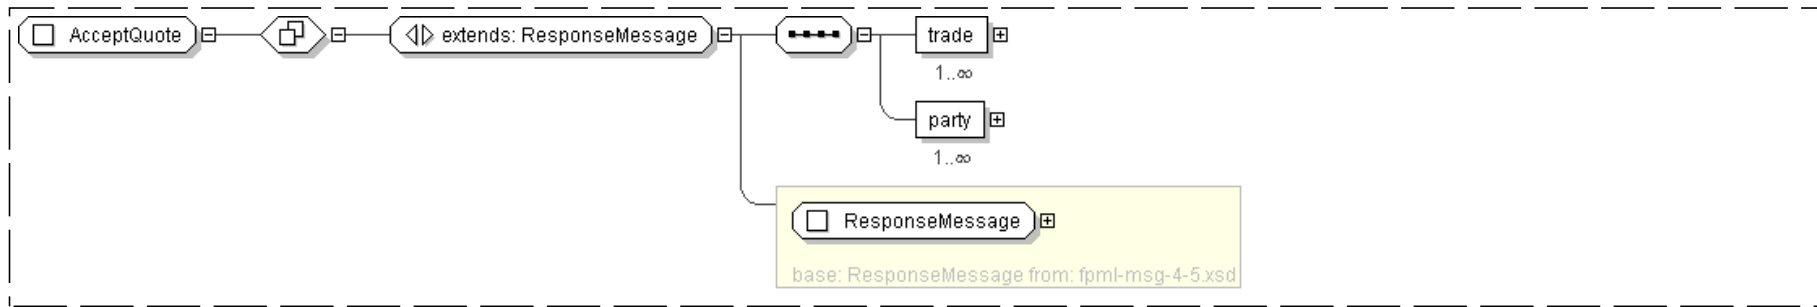 AcceptQuote
extends: ResponseMessage
trade
1..∞
party
1..∞
ResponseMessage
base: ResponseMessage from: fpml-msg-4-5.xsd